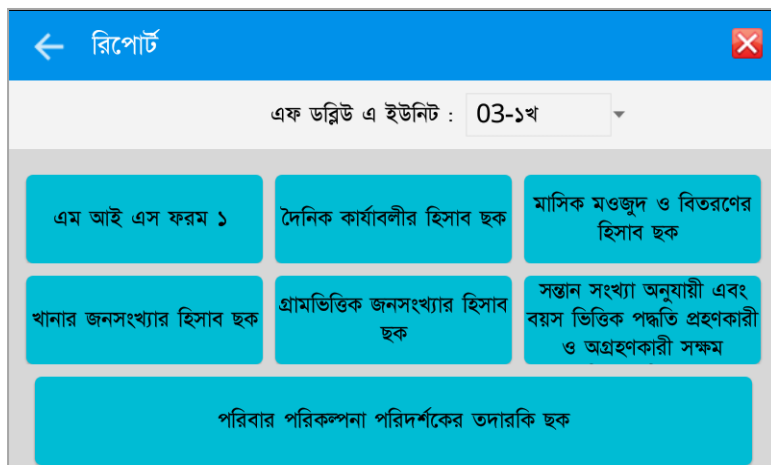 রিপোর্ট
এফ ডব্লিউ এ ইউনিট : 03-১খ
এম আই এস ফরম ১
দৈনিক কার্যাবলীর হিসাব ছক
মাসিক মওজুদ ও বিতরণের
হিসাব ছক
খানার জনসংখ্যার হিসাব ছক
গ্রামভিত্তিক জনসংখ্যার হিসাব
ছক
সন্তান সংখ্যা অনুযায়ী এবং
বয়স ভিত্তিক পদ্ধতি প্রহণকারী
ও অগ্রহণকারী সক্ষম
পরিবার পরিকল্পনা পরিদর্শকের তদারকি ছক